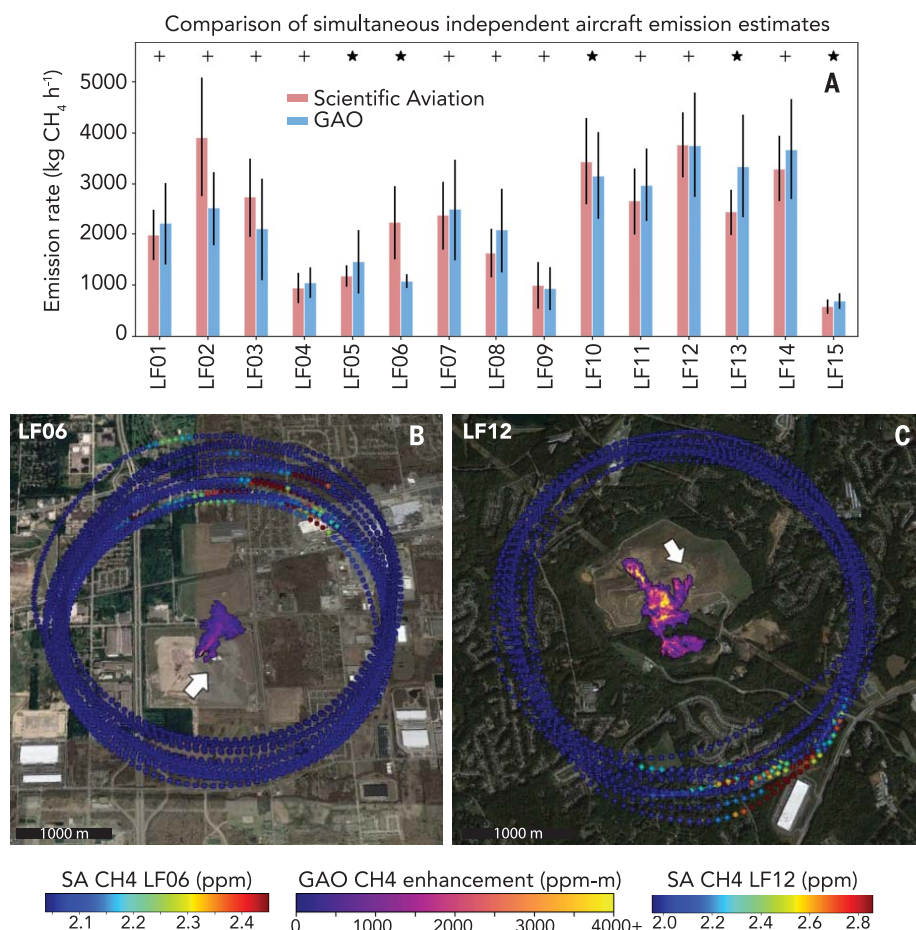 Comparison of simultaneous independent aircraft emission estimates
A
Scientific Aviation
GAO
Emission rate (kg CH4 h-1)
5000
4000
3000
2000
1000
0
LF01 LF02 LF03 LF04 LF05 LF06 LF07 LF08 LF09 LF10 LF11 LF12 LF13 LF14 LF15
LF06 B
1000 m
LF12 C
1000 m
SA CH4 LF06 (ppm)
2.1 2.2 2.3 2.4
GAO CH4 enhancement (ppm-m)
0 1000 2000 3000 4000+
SA CH4 LF12 (ppm)
2.0 2.2 2.4 2.6 2.8